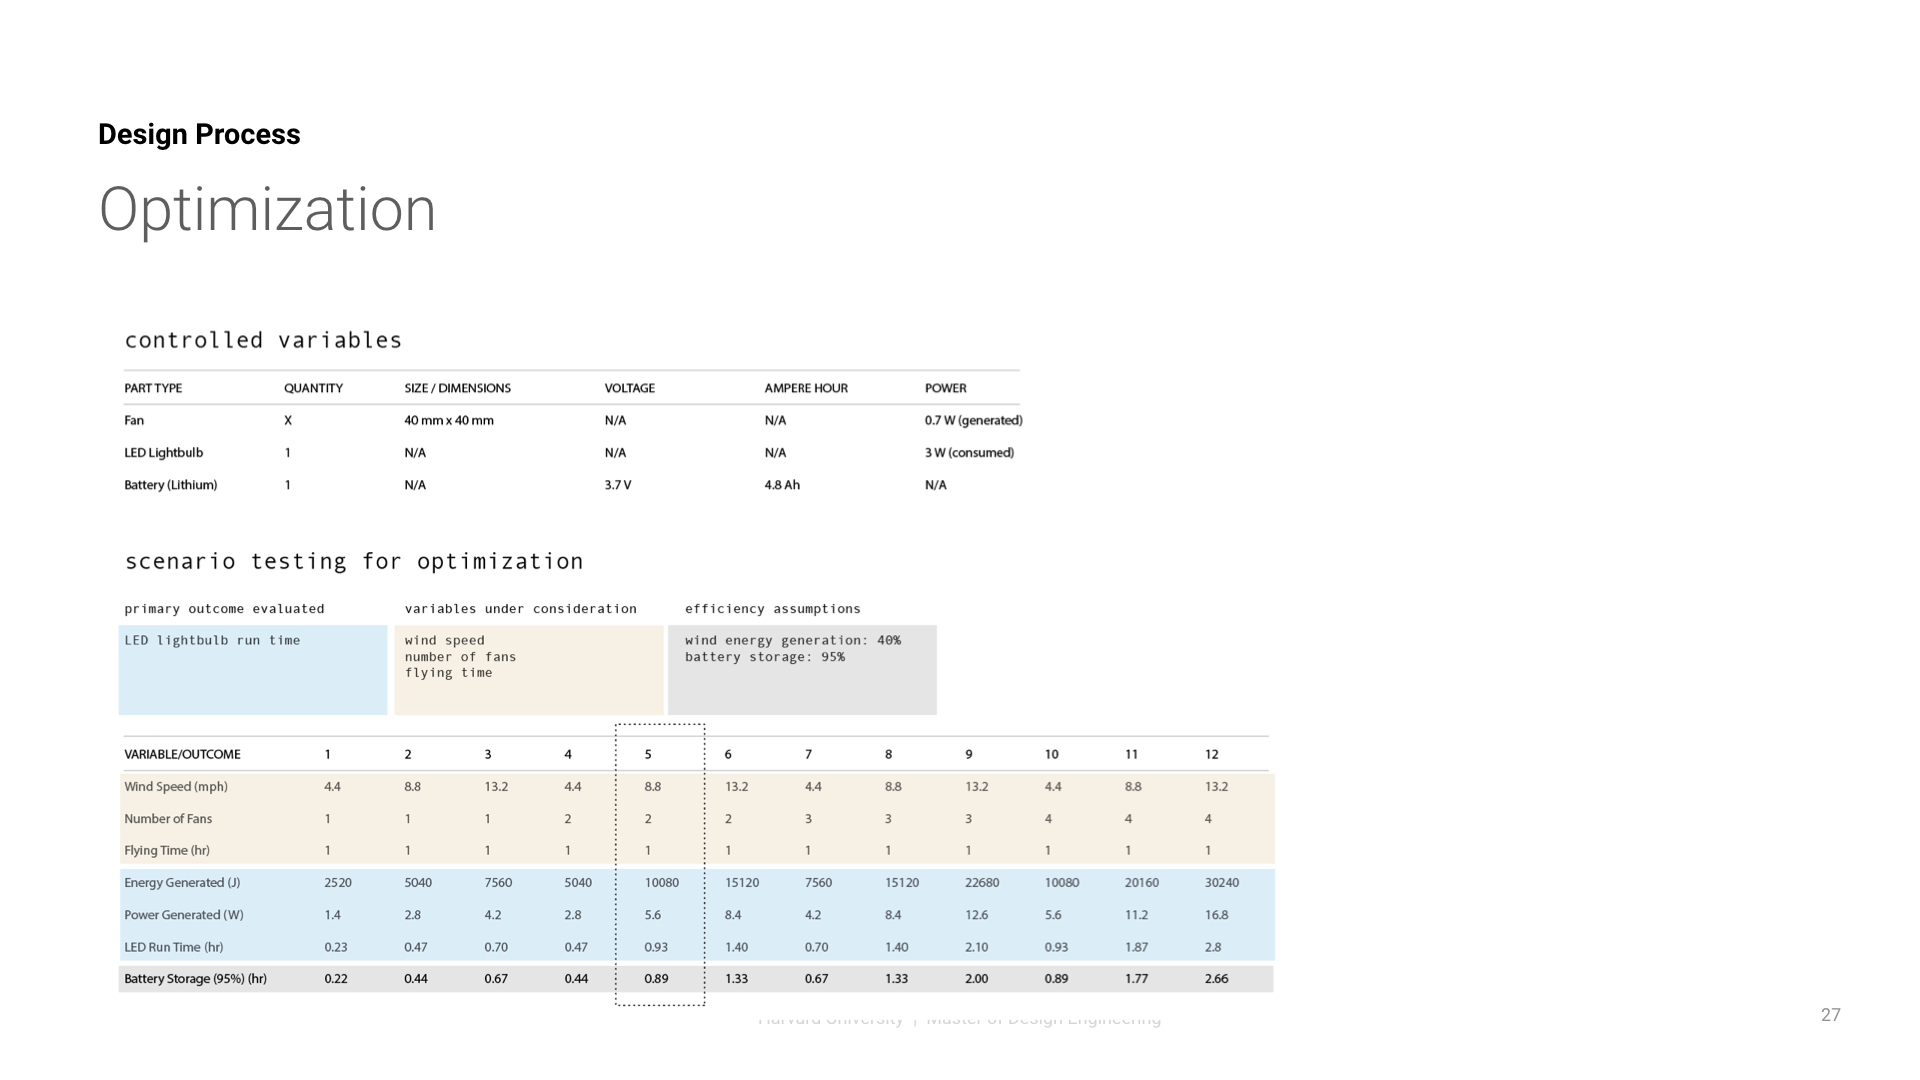 Design Process
Optimization
controlled variables
PART TYPE QUANTITY SIZE / DIMENSIONS VOLTAGE AMPERE HOUR POWER
Fan X 40 mm x 40 mm N/A N/A 0.7 W (generated)
LED Lightbulb 1 N/A N/A N/A 3 W (consumed)
Battery (Lithium) 1 N/A 3.7 V 4.8 Ah N/A
scenario testing for optimization
primary outcome evaluated variables under consideration efficiency assumptions
LED lightbulb run time wind speed wind energy generation: 40%
number of fans battery storage: 95%
flying time
VARIABLE/OUTCOME 1 2 3 4 5 6 7 8 9 10 11 12
Wind Speed (mph) 4.4 8.8 13.2 4.4 8.8 13.2 4.4 8.8 13.2 4.4 8.8 13.2
Number of Fans 1 1 1 2 2 2 3 3 3 4 4 4
Flying Time (hr) 1 1 1 1 1 1 1 1 1 1 1 1
Energy Generated (J) 2520 5040 7560 5040 10080 15120 7560 15120 22680 10080 20160 30240
Power Generated (W) 1.4 2.8 4.2 2.8 5.6 8.4 4.2 8.4 12.6 5.6 11.2 16.8
LED Run Time (hr) 0.23 0.47 0.70 0.47 0.93 1.40 0.70 1.40 2.10 0.93 1.87 2.8
Battery Storage (95%) (hr) 0.22 0.44 0.67 0.44 0.89 1.33 0.67 1.33 2.00 0.89 1.77 2.66
Harvard University | Master of Design Engineering
27